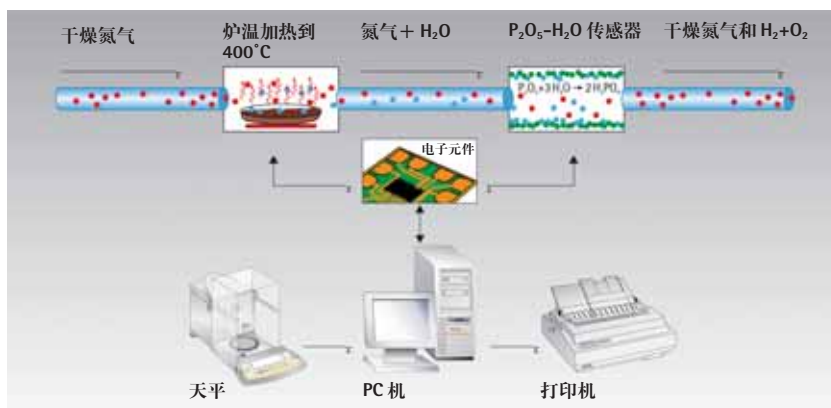 干燥氮气
炉温加热到
400°C
氮气＋H₂O
P₂O₅-H₂O 传感器
干燥氮气和 H₂+O₂
P₂O₅+3H₂O → 2H₃PO₄
电子元件
天平
PC 机
打印机